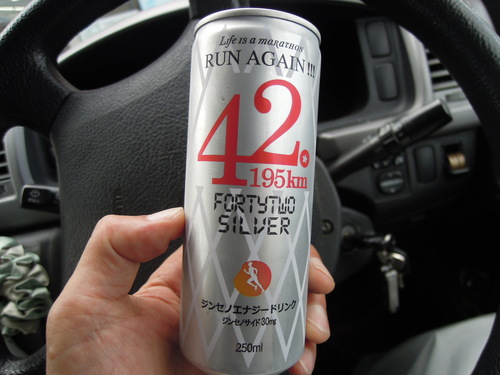 Life is a marathon
RUN AGAIN!!!
42.
195km
FORTYTWO
SILVER
ジンセノエナジードリンク
ジンセノサイド30mg
250ml